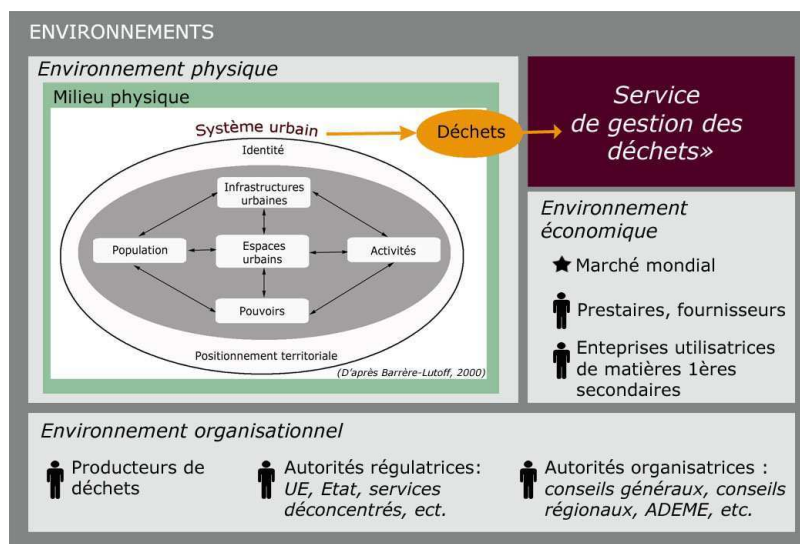 ENVIRONNEMENTS
Environnement physique
Milieu physique
Système urbain
Déchets
Identité
Infrastructures
urbaines
Population
Espaces
urbains
Activités
Pouvoirs
Positionnement territoriale
(D'après Barrère-Lutoff, 2000)
Service
de gestion des
déchets»
Environnement
économique
Marché mondial
Prestaires, fournisseurs
Enteprises utilisatrices
de matières 1ères
secondaires
Environnement organisationnel
Producteurs de
déchets
Autorités régulatrices:
UE, Etat, services
déconcentrés, ect.
Autorités organisatrices :
conseils généraux, conseils
régionaux, ADEME, etc.